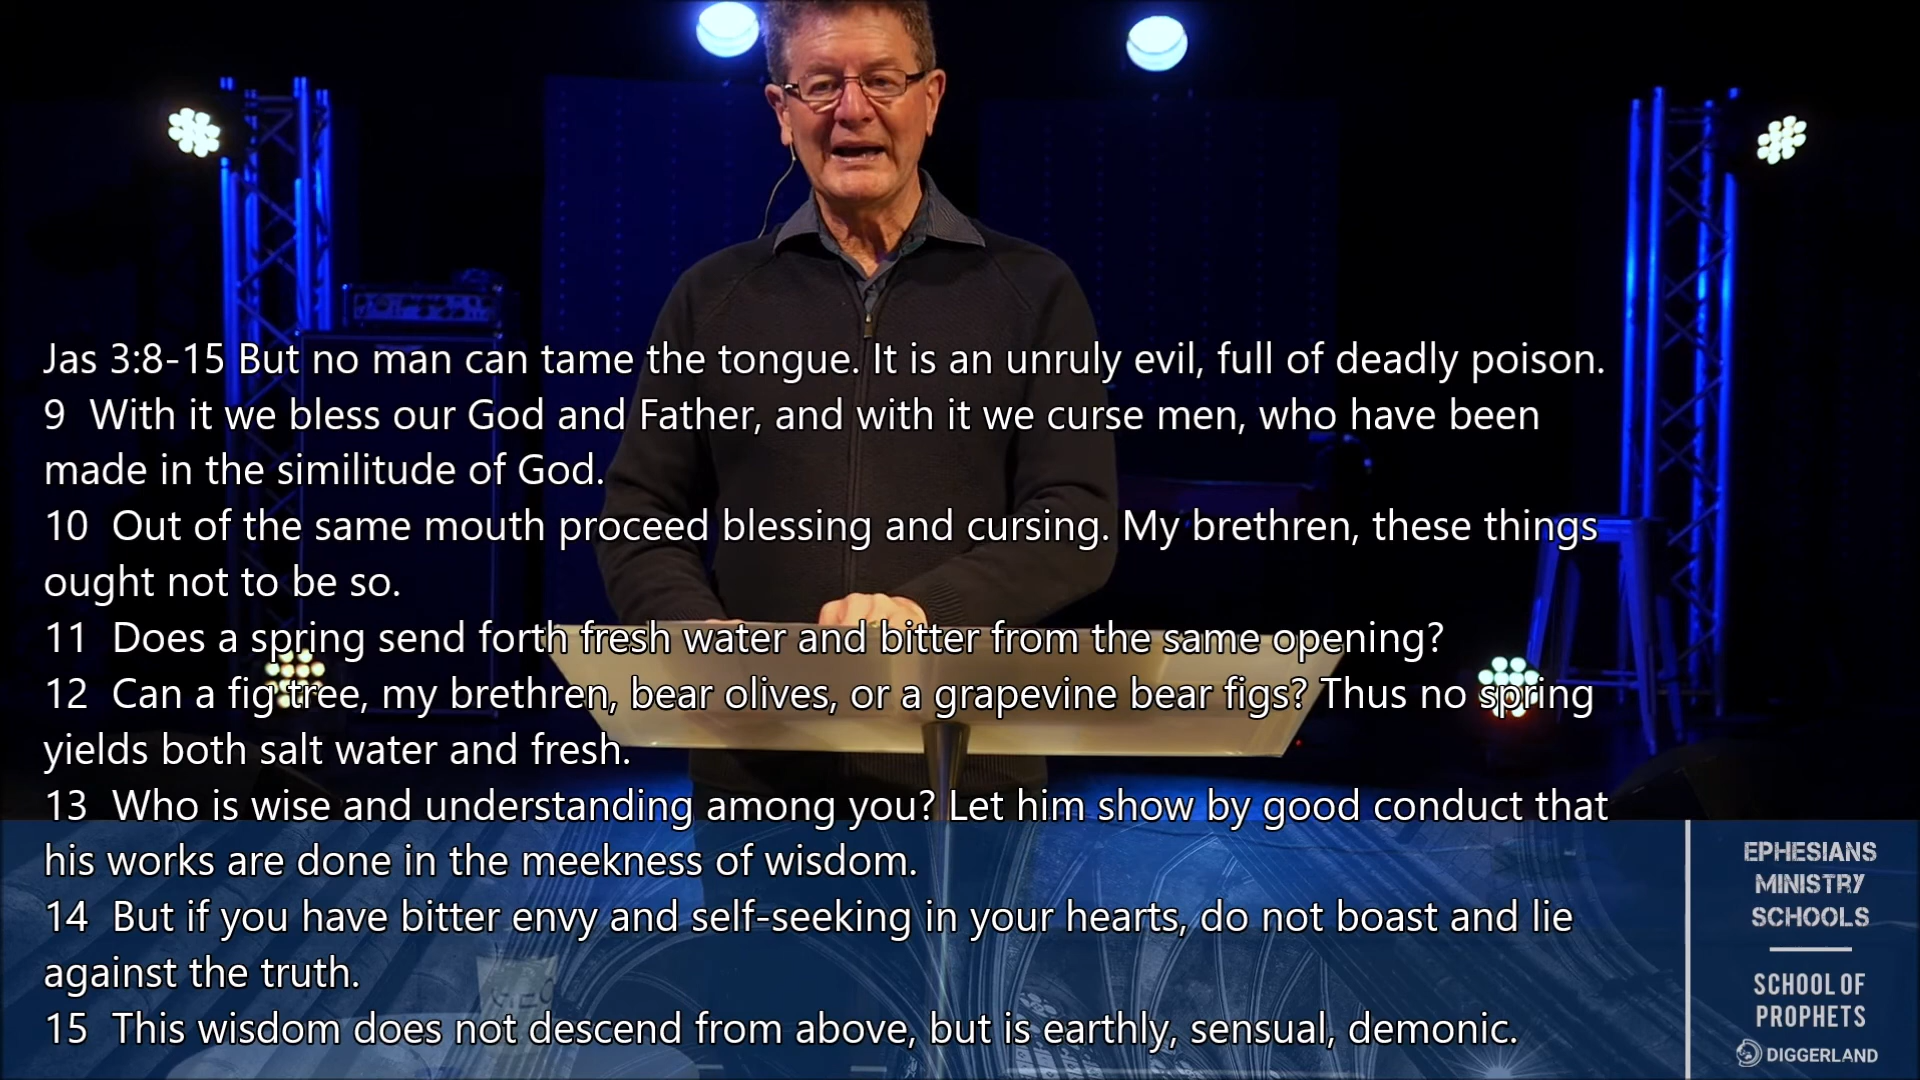 Jas 3:8-15 But no man can tame the tongue. It is an unruly evil, full of deadly poison.
9 With it we bless our God and Father, and with it we curse men, who have been
made in the similitude of God.
10 Out of the same mouth proceed blessing and cursing. My brethren, these things
ought not to be so.
11 Does a spring send forth fresh water and bitter from the same opening?
12 Can a fig tree, my brethren, bear olives, or a grapevine bear figs? Thus no spring
yields both salt water and fresh.
13 Who is wise and understanding among you? Let him show by good conduct that
his works are done in the meekness of wisdom.
14 But if you have bitter envy and self-seeking in your hearts, do not boast and lie
against the truth.
15 This wisdom does not descend from above, but is earthly, sensual, demonic.
EPHESIANS
MINISTRY
SCHOOLS
SCHOOL OF
PROPHETS
DIGGERLAND